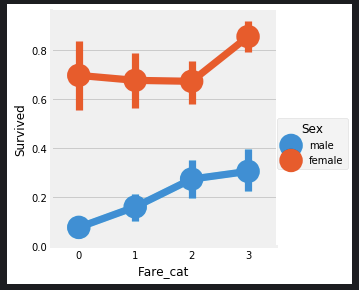 0.8
0.6
0.4
0.2
0.0
Survived
0 1 2 3
Fare_cat
Sex
male
female